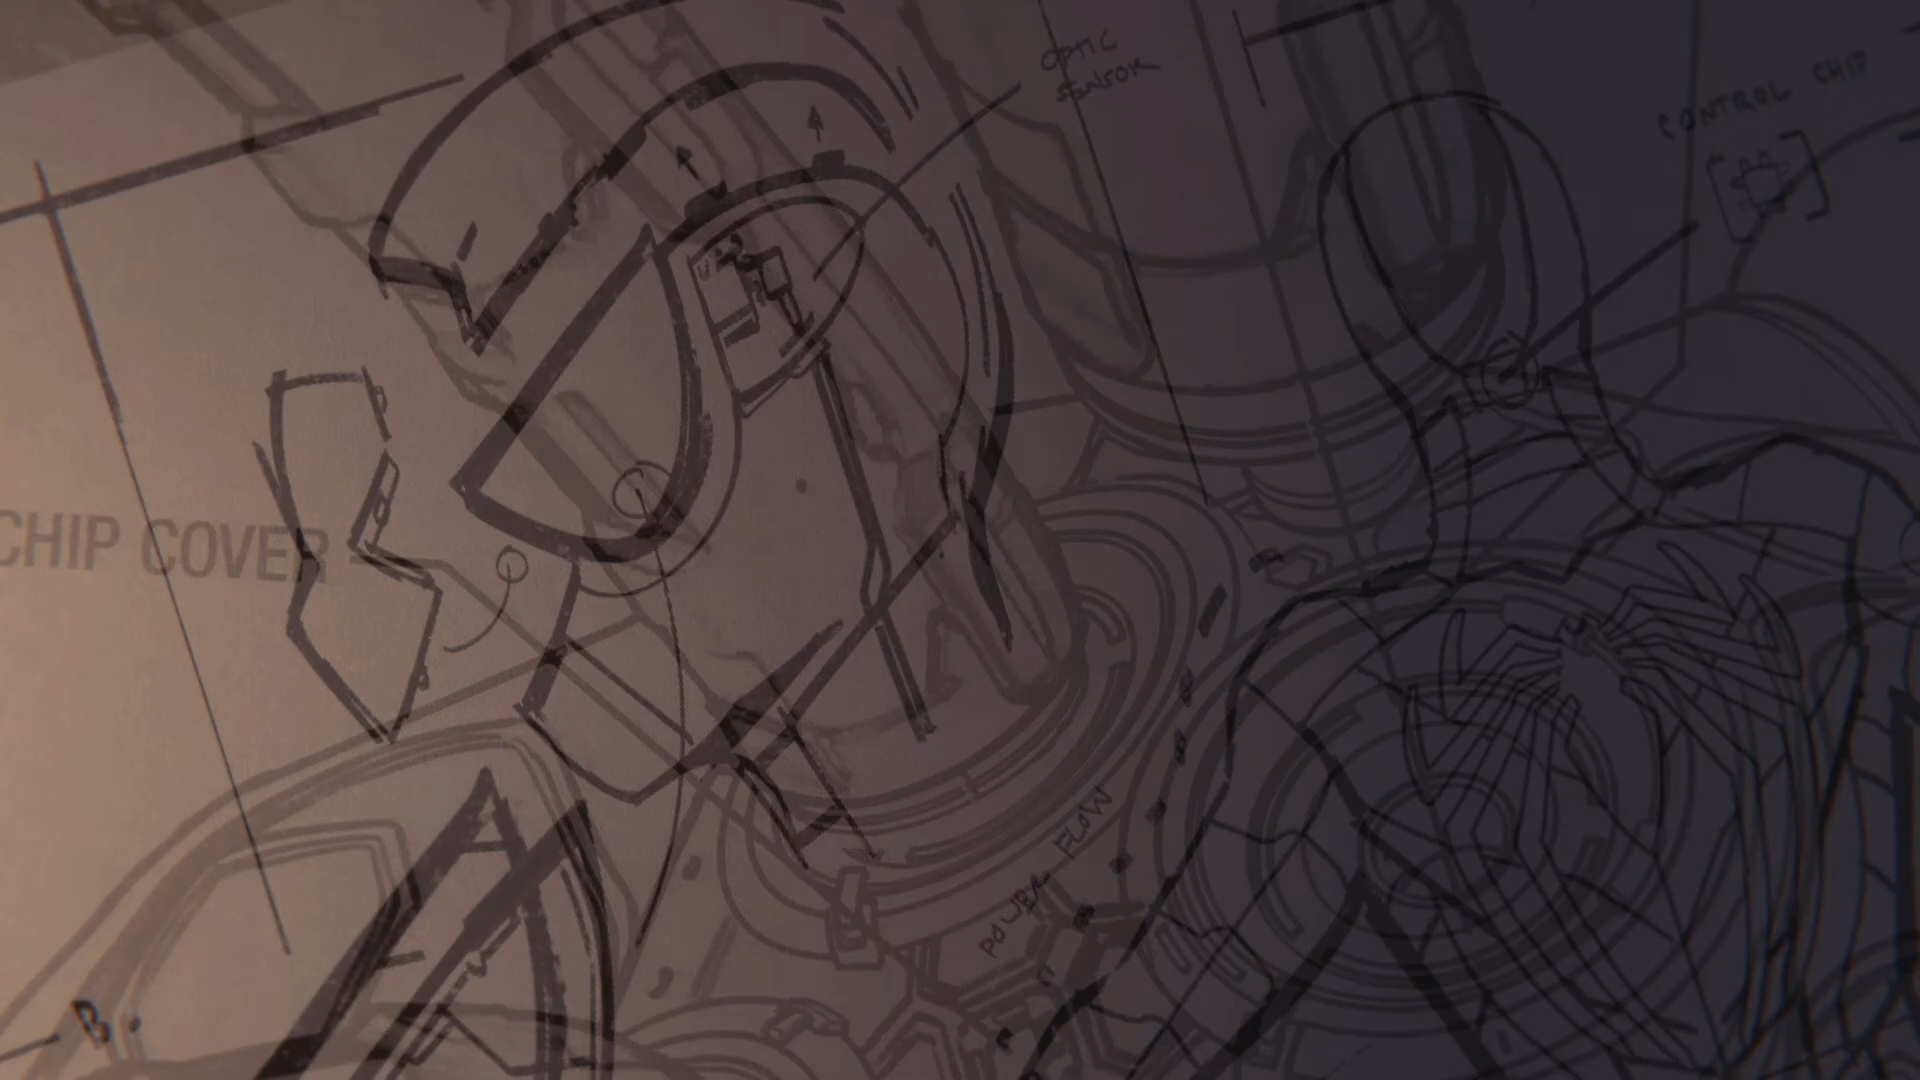 OPTIC
SENSOR
CONTROL CHIP
CHIP COVER
POWER FLOW
B